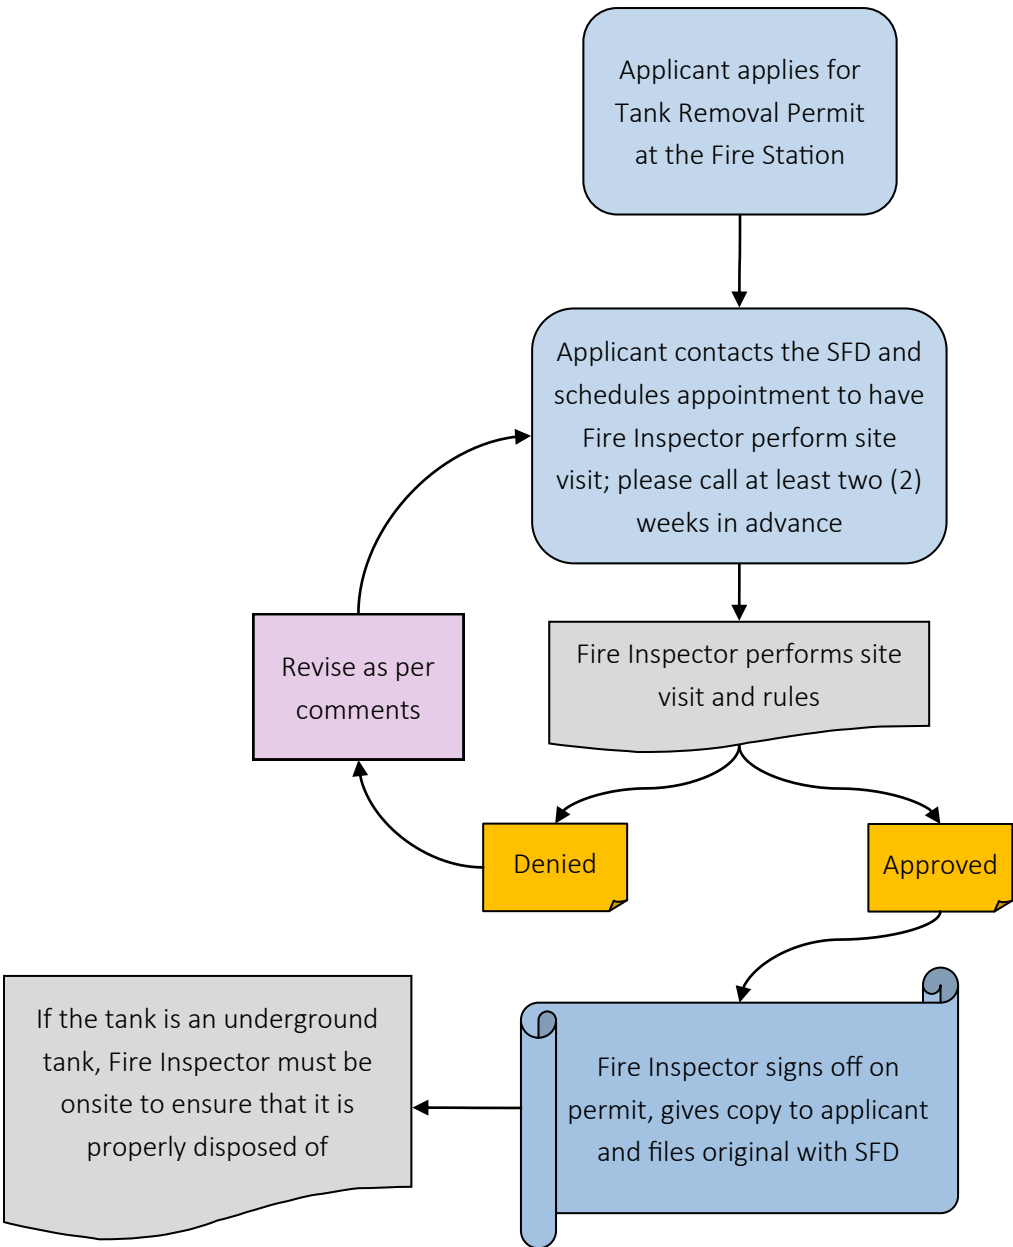 Applicant applies for
Tank Removal Permit
at the Fire Station
Applicant contacts the SFD and
schedules appointment to have
Fire Inspector perform site
visit; please call at least two (2)
weeks in advance
Revise as per
comments
Fire Inspector performs site
visit and rules
Denied
Approved
If the tank is an underground
tank, Fire Inspector must be
onsite to ensure that it is
properly disposed of
Fire Inspector signs off on
permit, gives copy to applicant
and files original with SFD